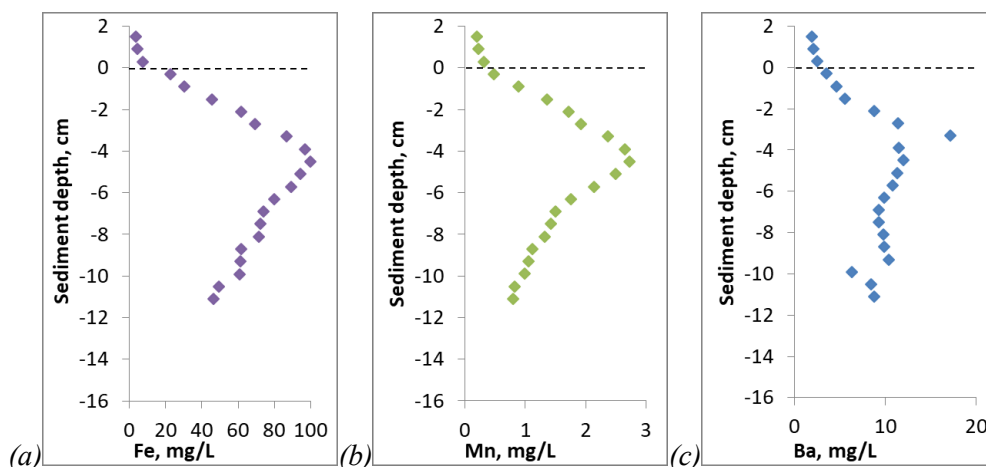 (a)
Sediment depth, cm
2
0
-2
-4
-6
-8
-10
-12
-14
-16
0 20 40 60 80 100
Fe, mg/L
(b)
Sediment depth, cm
2
0
-2
-4
-6
-8
-10
-12
-14
-16
0 1 2 3
Mn, mg/L
(c)
Sediment depth, cm
2
0
-2
-4
-6
-8
-10
-12
-14
-16
0 10 20
Ba, mg/L